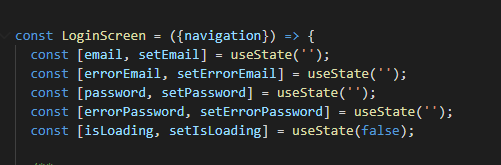 const LoginScreen = ({navigation}) => {
const [email, setEmail] = useState('');
const [errorEmail, setErrorEmail] = useState('');
const [password, setPassword] = useState('');
const [errorPassword, setErrorPassword] = useState('');
const [isLoading, setIsLoading] = useState(false);